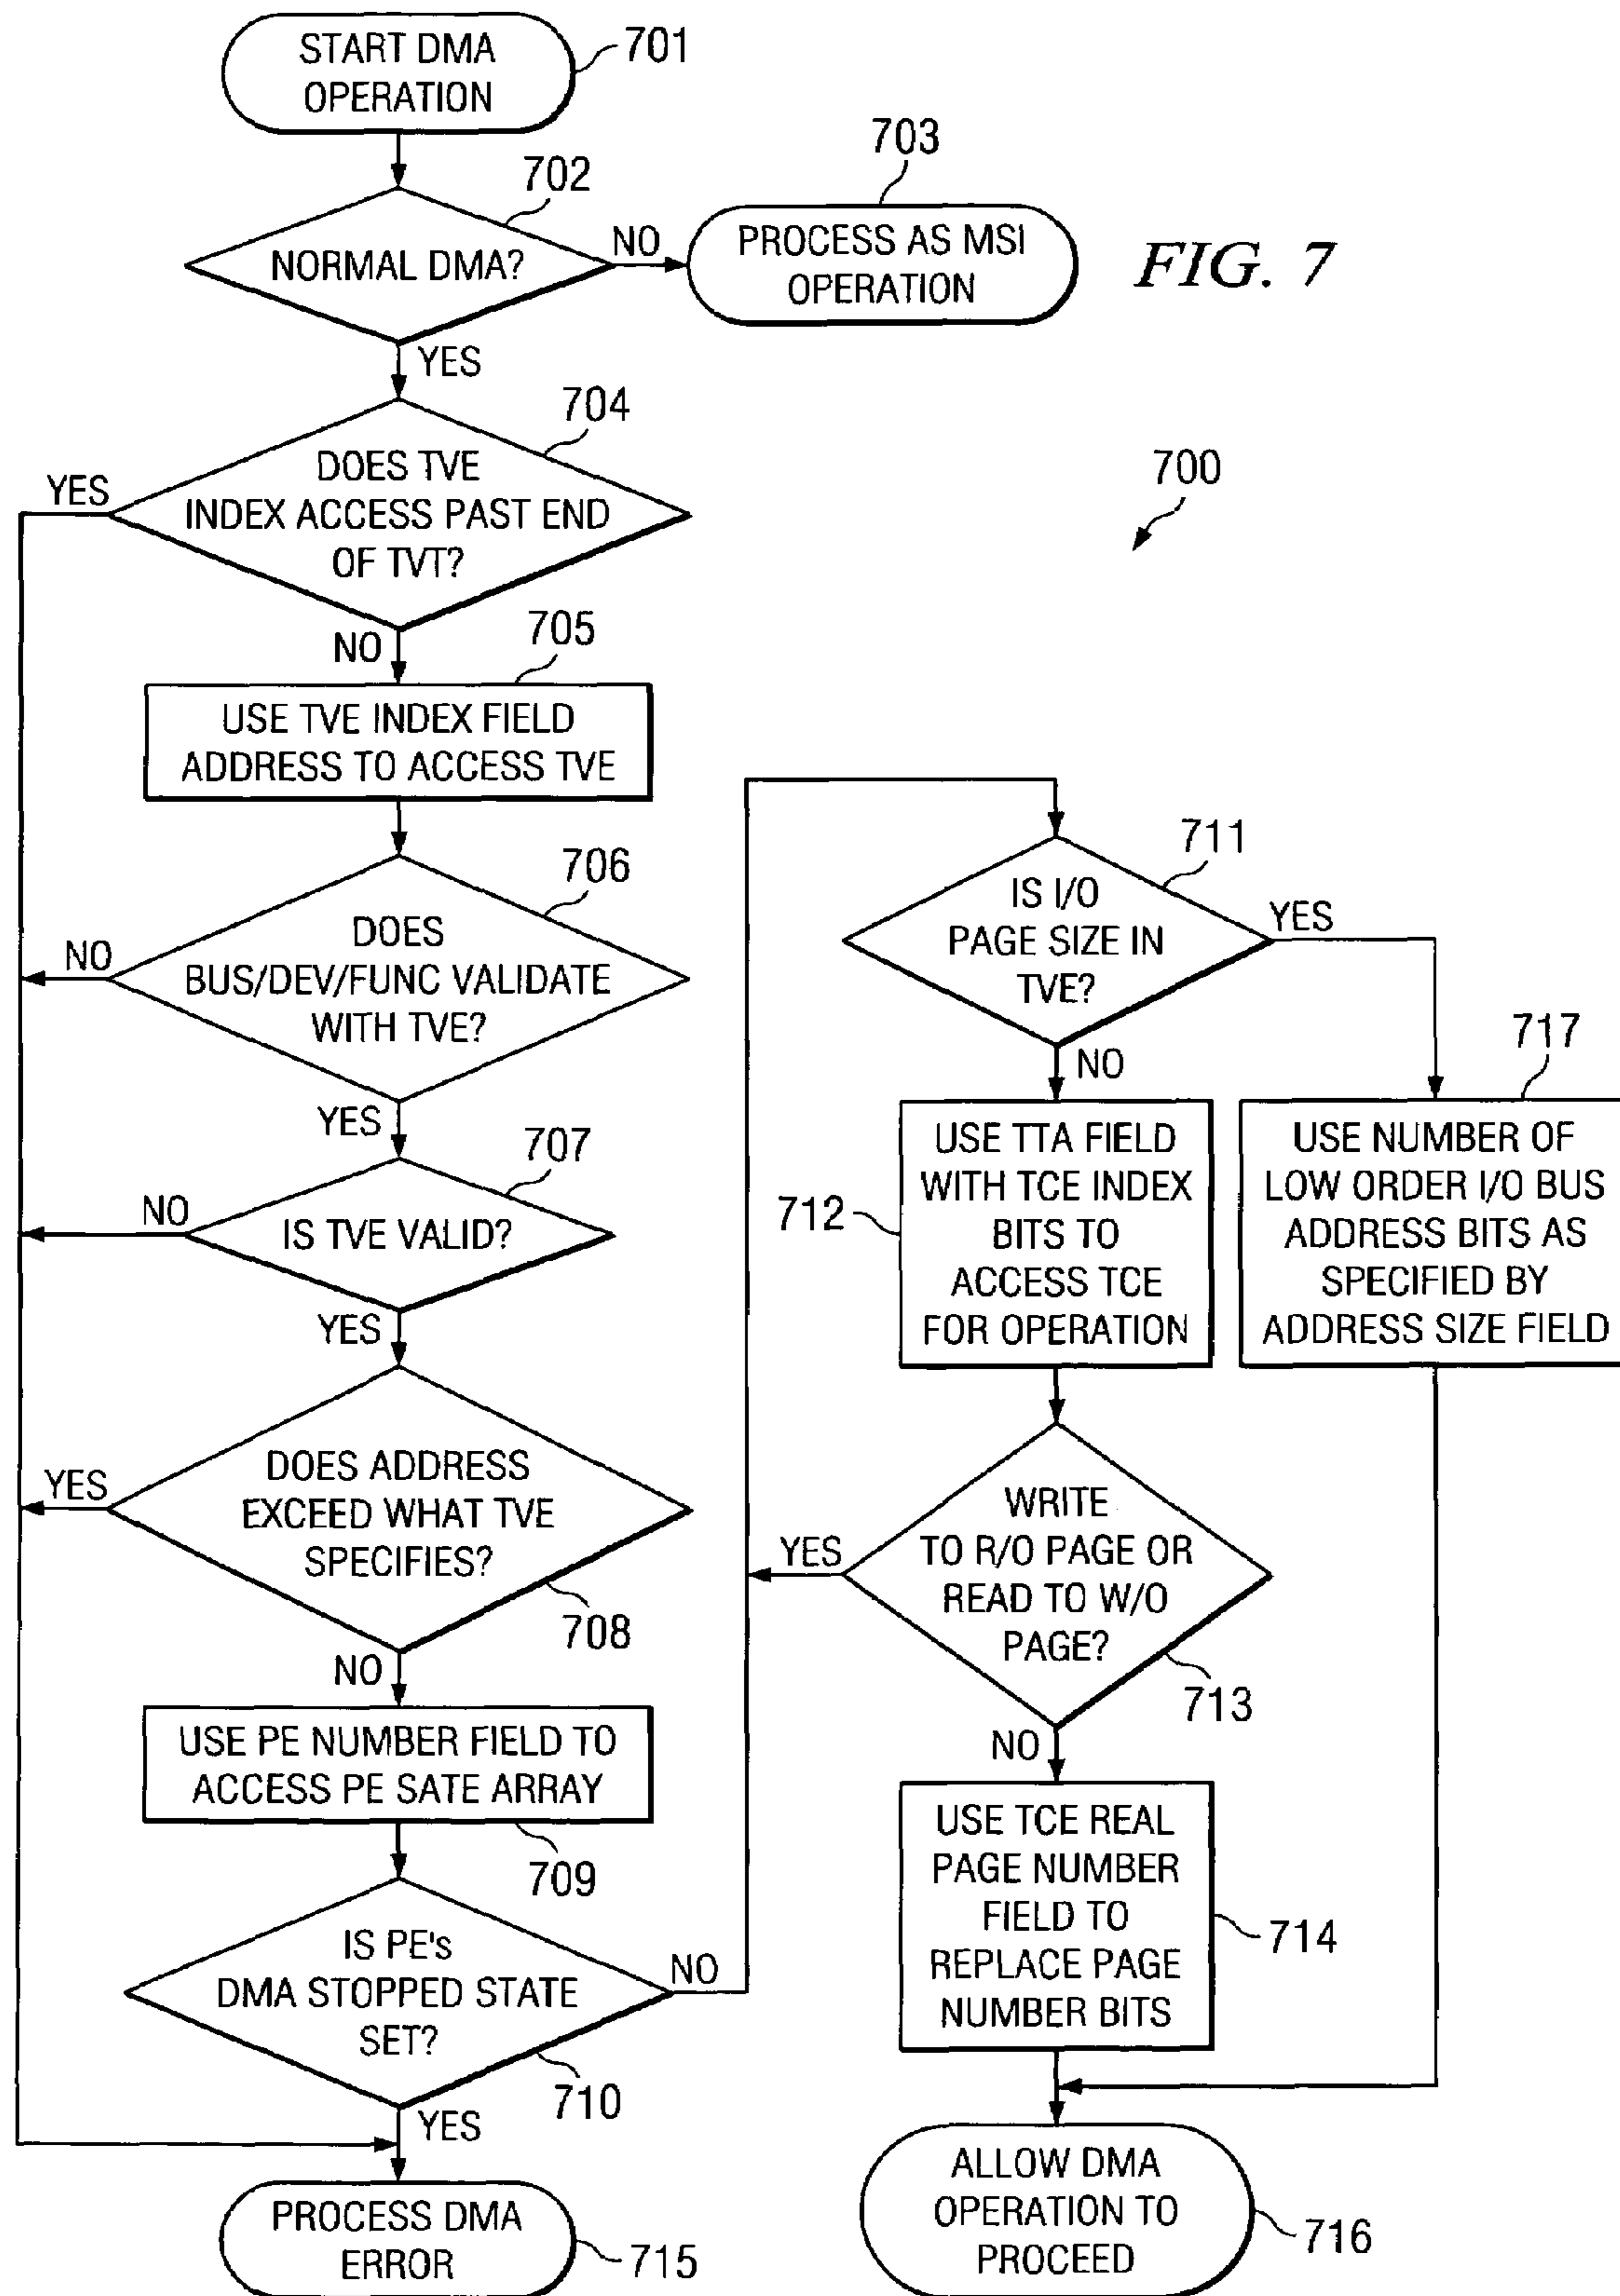 START DMA
OPERATION
701
702
NORMAL DMA?
NO
703
PROCESS AS MSI
OPERATION
FIG. 7
YES
704
DOES TVE
INDEX ACCESS PAST END
OF TVT?
YES
700
NO
705
USE TVE INDEX FIELD
ADDRESS TO ACCESS TVE
706
DOES
BUS/DEV/FUNC VALIDATE
WITH TVE?
NO
YES
707
IS TVE VALID?
NO
YES
DOES ADDRESS
EXCEED WHAT TVE
SPECIFIES?
YES
708
NO
USE PE NUMBER FIELD TO
ACCESS PE SATE ARRAY
709
IS PE's
DMA STOPPED STATE
SET?
NO
710
YES
PROCESS DMA
ERROR
715
711
IS I/O
PAGE SIZE IN
TVE?
YES
NO
717
USE NUMBER OF
LOW ORDER I/O BUS
ADDRESS BITS AS
SPECIFIED BY
ADDRESS SIZE FIELD
712
USE TTA FIELD
WITH TCE INDEX
BITS TO
ACCESS TCE
FOR OPERATION
WRITE
TO R/O PAGE OR
READ TO W/O
PAGE?
YES
713
NO
USE TCE REAL
PAGE NUMBER
FIELD TO
REPLACE PAGE
NUMBER BITS
714
ALLOW DMA
OPERATION TO
PROCEED
716